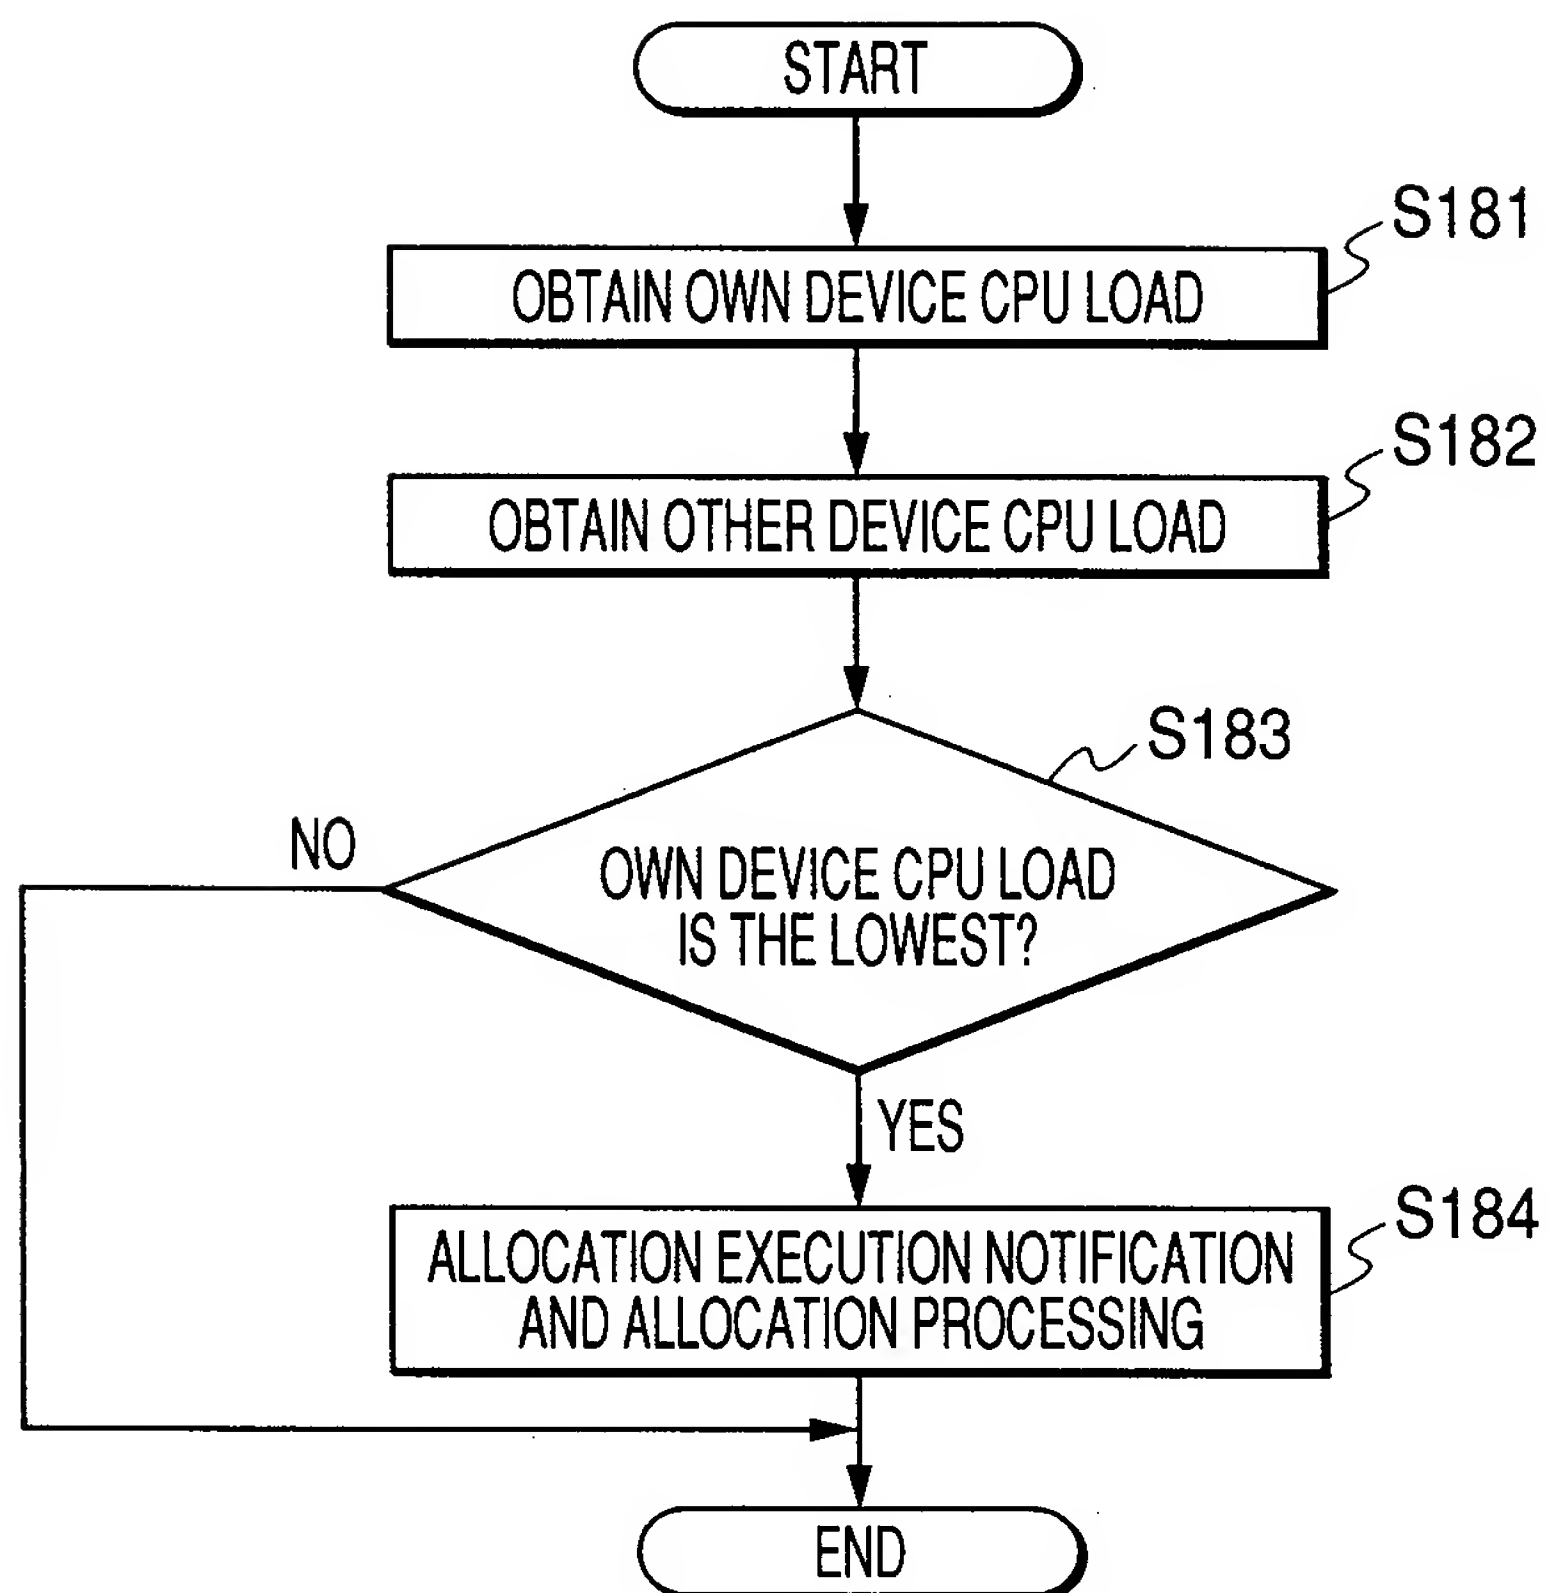 START
S181
OBTAIN OWN DEVICE CPU LOAD
S182
OBTAIN OTHER DEVICE CPU LOAD
S183
NO
OWN DEVICE CPU LOAD
IS THE LOWEST?
YES
S184
ALLOCATION EXECUTION NOTIFICATION
AND ALLOCATION PROCESSING
END